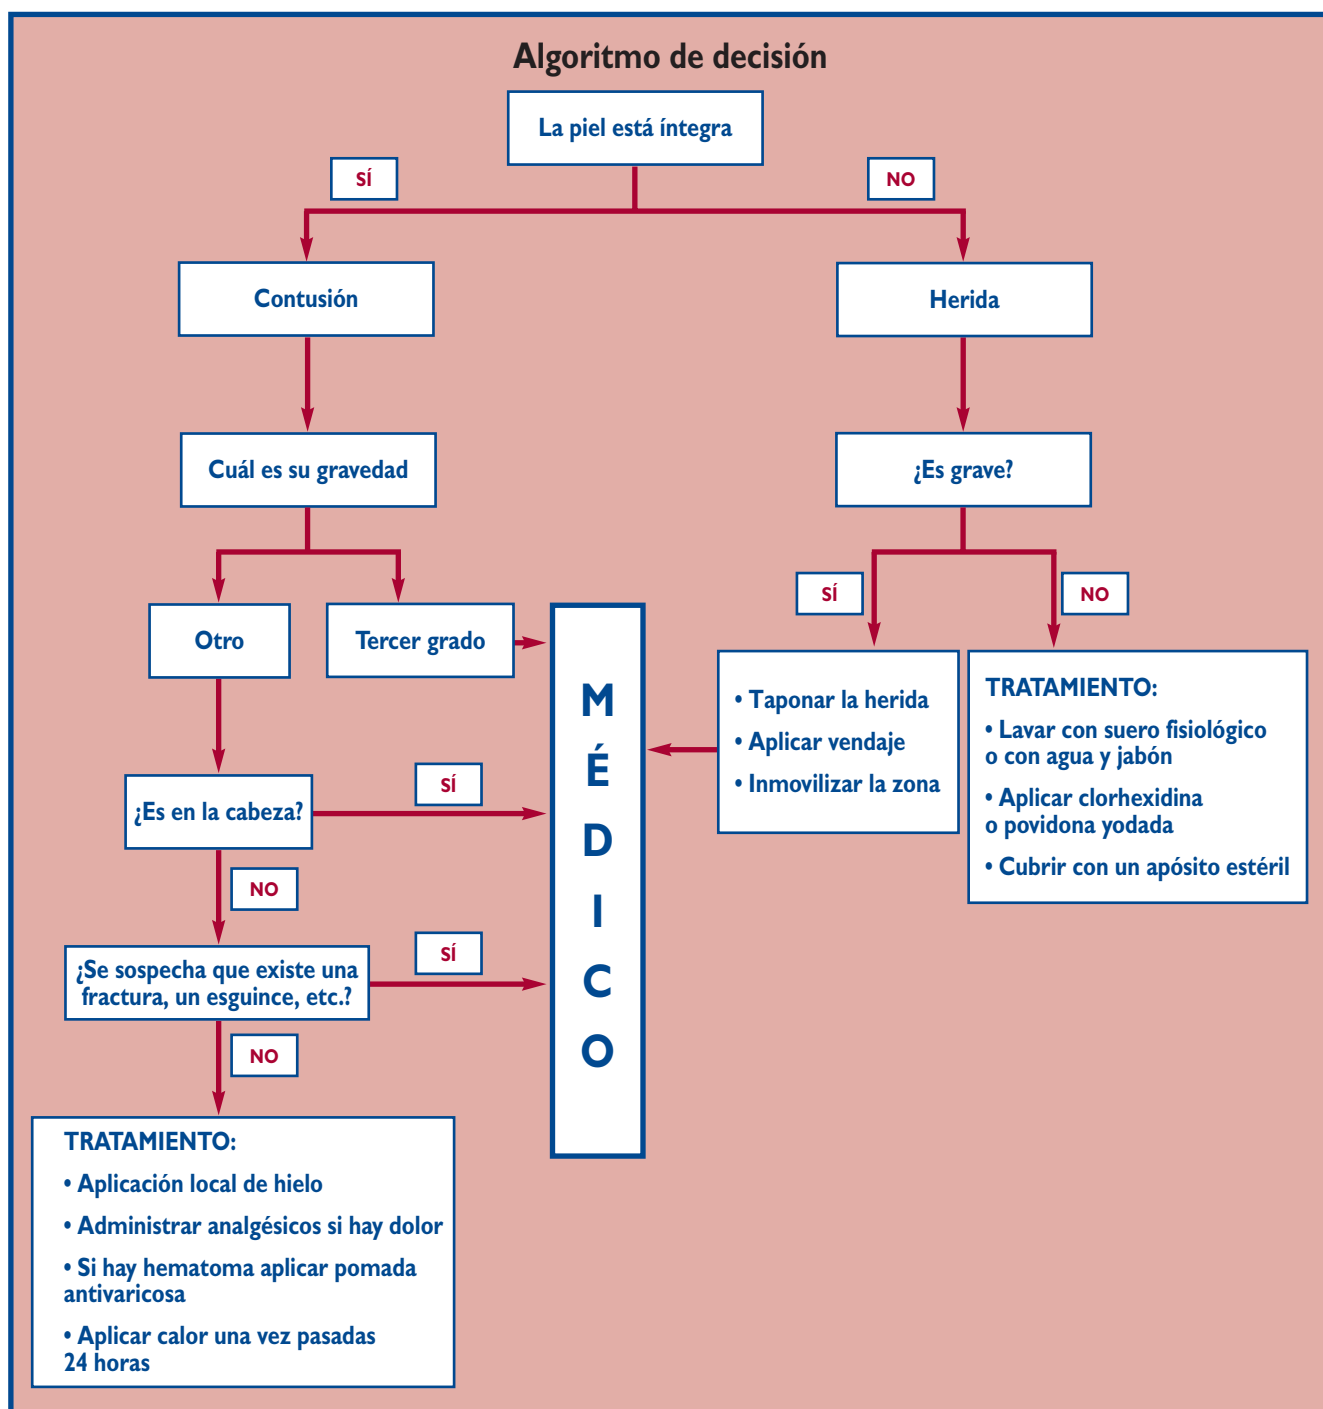 Algoritmo de decisión
La piel está íntegra
SÍ
NO
Contusión
Herida
Cuál es su gravedad
¿Es grave?
SÍ
NO
Otro
Tercer grado
M
É
D
I
C
O
• Taponar la herida
• Aplicar vendaje
• Inmovilizar la zona
TRATAMIENTO:
• Lavar con suero fisiológico
o con agua y jabón
• Aplicar clorhexidina
o povidona yodada
• Cubrir con un apósito estéril
¿Es en la cabeza?
SÍ
NO
¿Se sospecha que existe una
fractura, un esguince, etc.?
SÍ
NO
TRATAMIENTO:
• Aplicación local de hielo
• Administrar analgésicos si hay dolor
• Si hay hematoma aplicar pomada
antivaricosa
• Aplicar calor una vez pasadas
24 horas